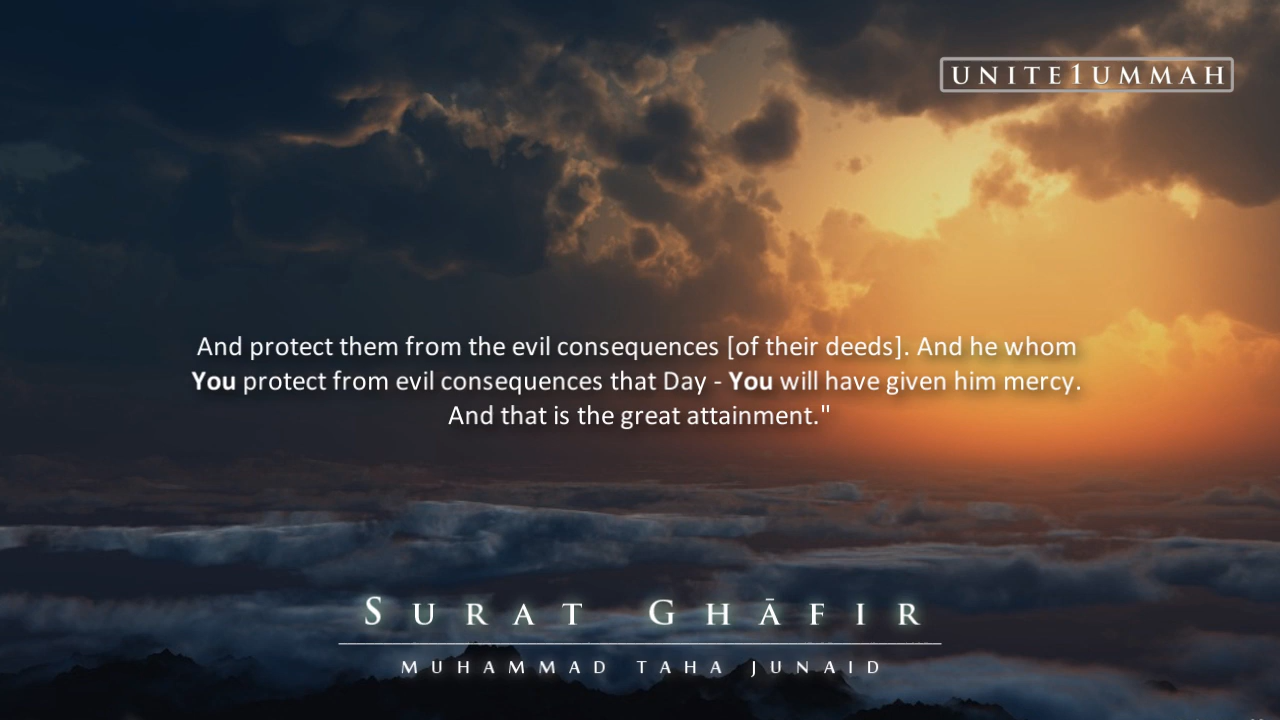 UNITE1UMMAH
And protect them from the evil consequences [of their deeds]. And he whom
You protect from evil consequences that Day - You will have given him mercy.
And that is the great attainment."
SURAT GHĀFIR
MUHAMMAD TAHA JUNAID